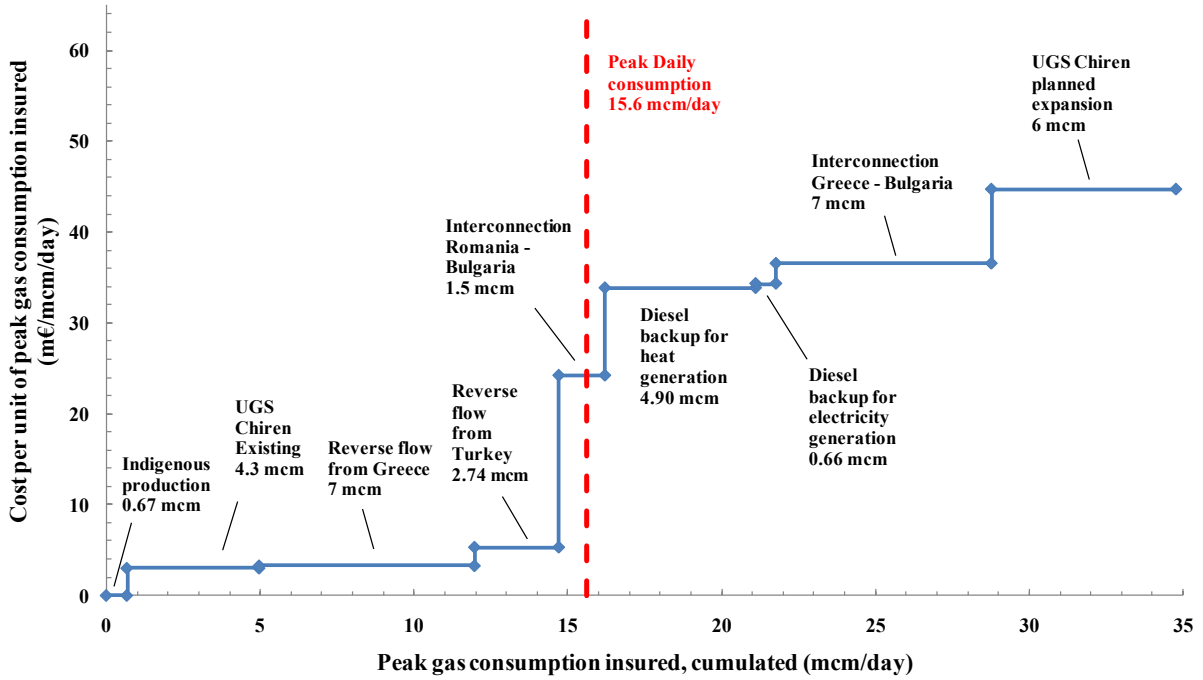 Cost per unit of peak gas consumption insured
(m€/mcm/day)
60
50
40
30
20
10
0
Peak Daily
consumption
15.6 mcm/day
UGS Chiren
planned
expansion
6 mcm
Interconnection
Greece - Bulgaria
7 mcm
Interconnection
Romania -
Bulgaria
1.5 mcm
Diesel
backup for
heat
generation
4.90 mcm
Diesel
backup for
electricity
generation
0.66 mcm
Reverse
flow
from
Turkey
2.74 mcm
UGS
Chiren
Existing
4.3 mcm
Reverse flow
from Greece
7 mcm
Indigenous
production
0.67 mcm
0 5 10 15 20 25 30 35
Peak gas consumption insured, cumulated (mcm/day)